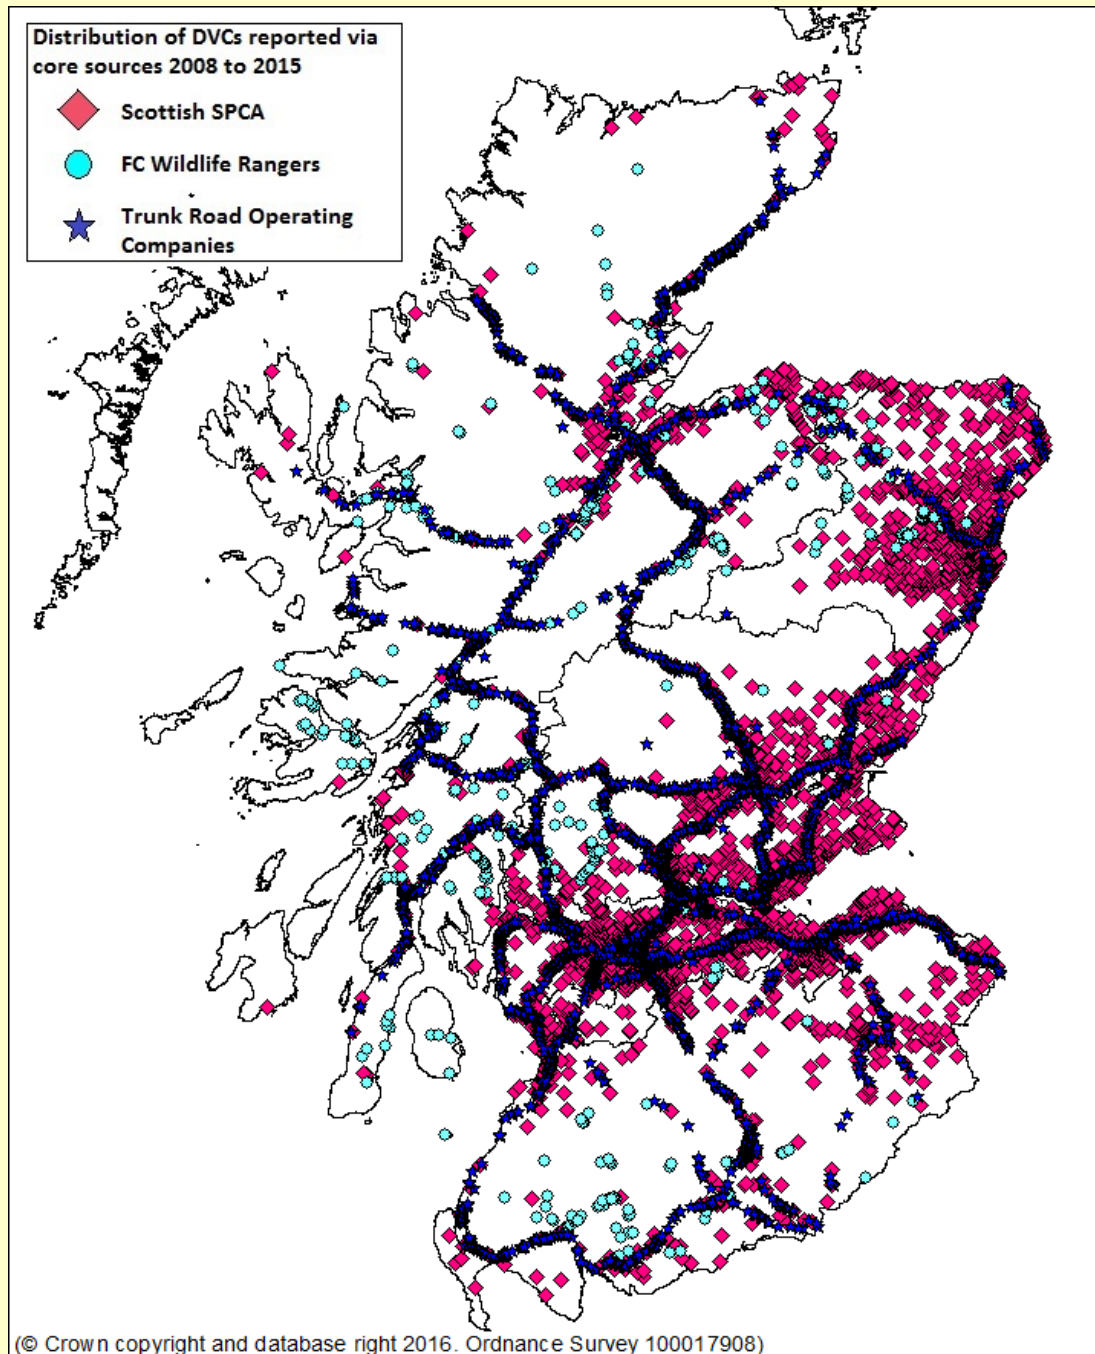 Distribution of DVCs reported via
core sources 2008 to 2015
Scottish SPCA
FC Wildlife Rangers
Trunk Road Operating
Companies
(© Crown copyright and database right 2016. Ordnance Survey 100017908)